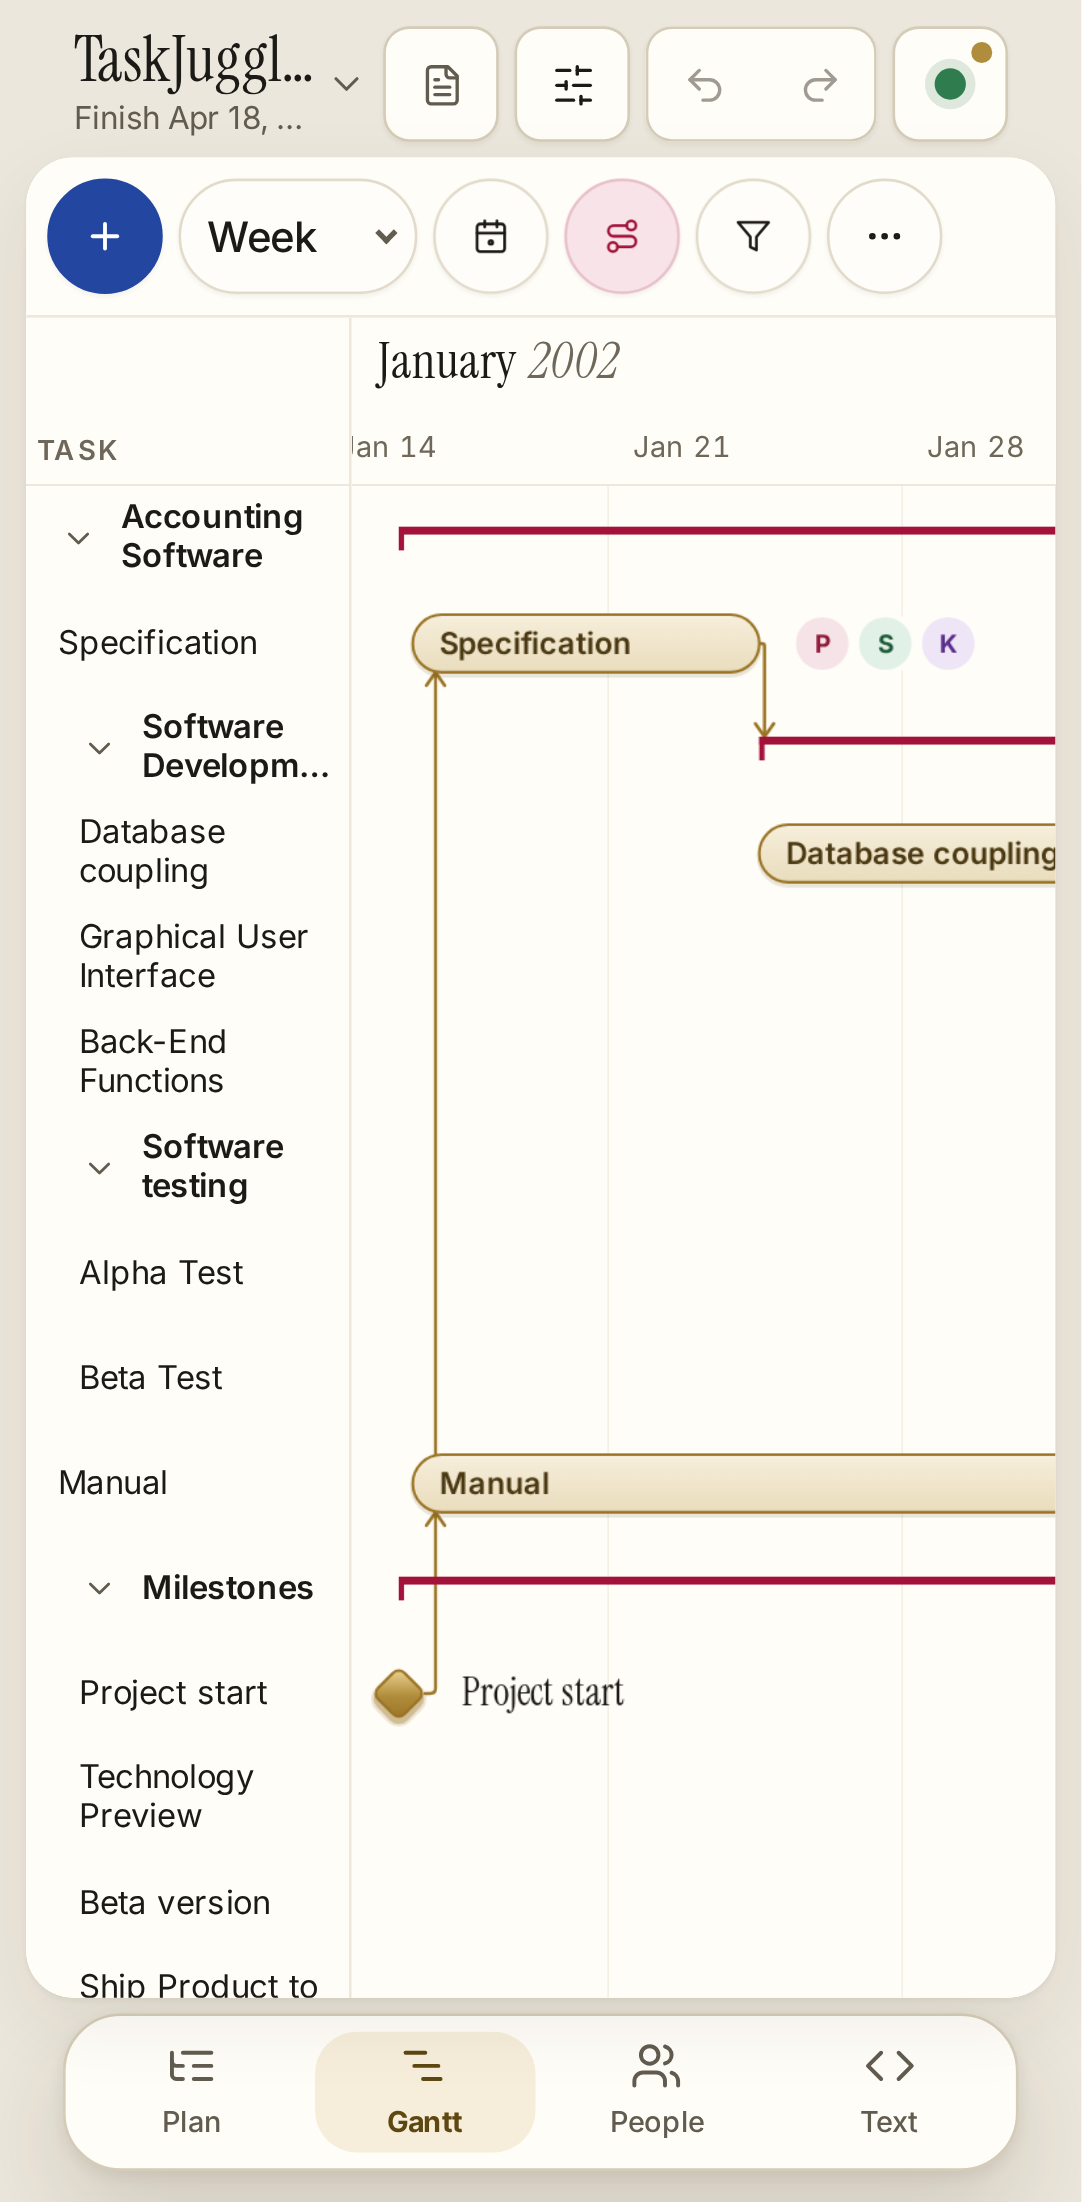 TaskJuggl...
Finish Apr 18, ...
Week
January 2002
TASK
Jan 14
Jan 21
Jan 28
Accounting
Software
Specification
Specification
P
S
K
Software
Developm...
Database
coupling
Database coupling
Graphical User
Interface
Back-End
Functions
Software
testing
Alpha Test
Beta Test
Manual
Manual
Milestones
Project start
Project start
Technology
Preview
Beta version
Ship Product to
Plan
Gantt
People
Text